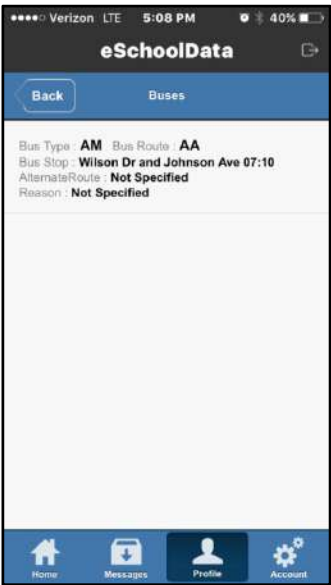 Verizon LTE 5:08 PM 40%
eSchoolData
Back Buses
Bus Type : AM Bus Route : AA
Bus Stop : Wilson Dr and Johnson Ave 07:10
AlternateRoute : Not Specified
Reason : Not Specified
Home Messages Profile Account